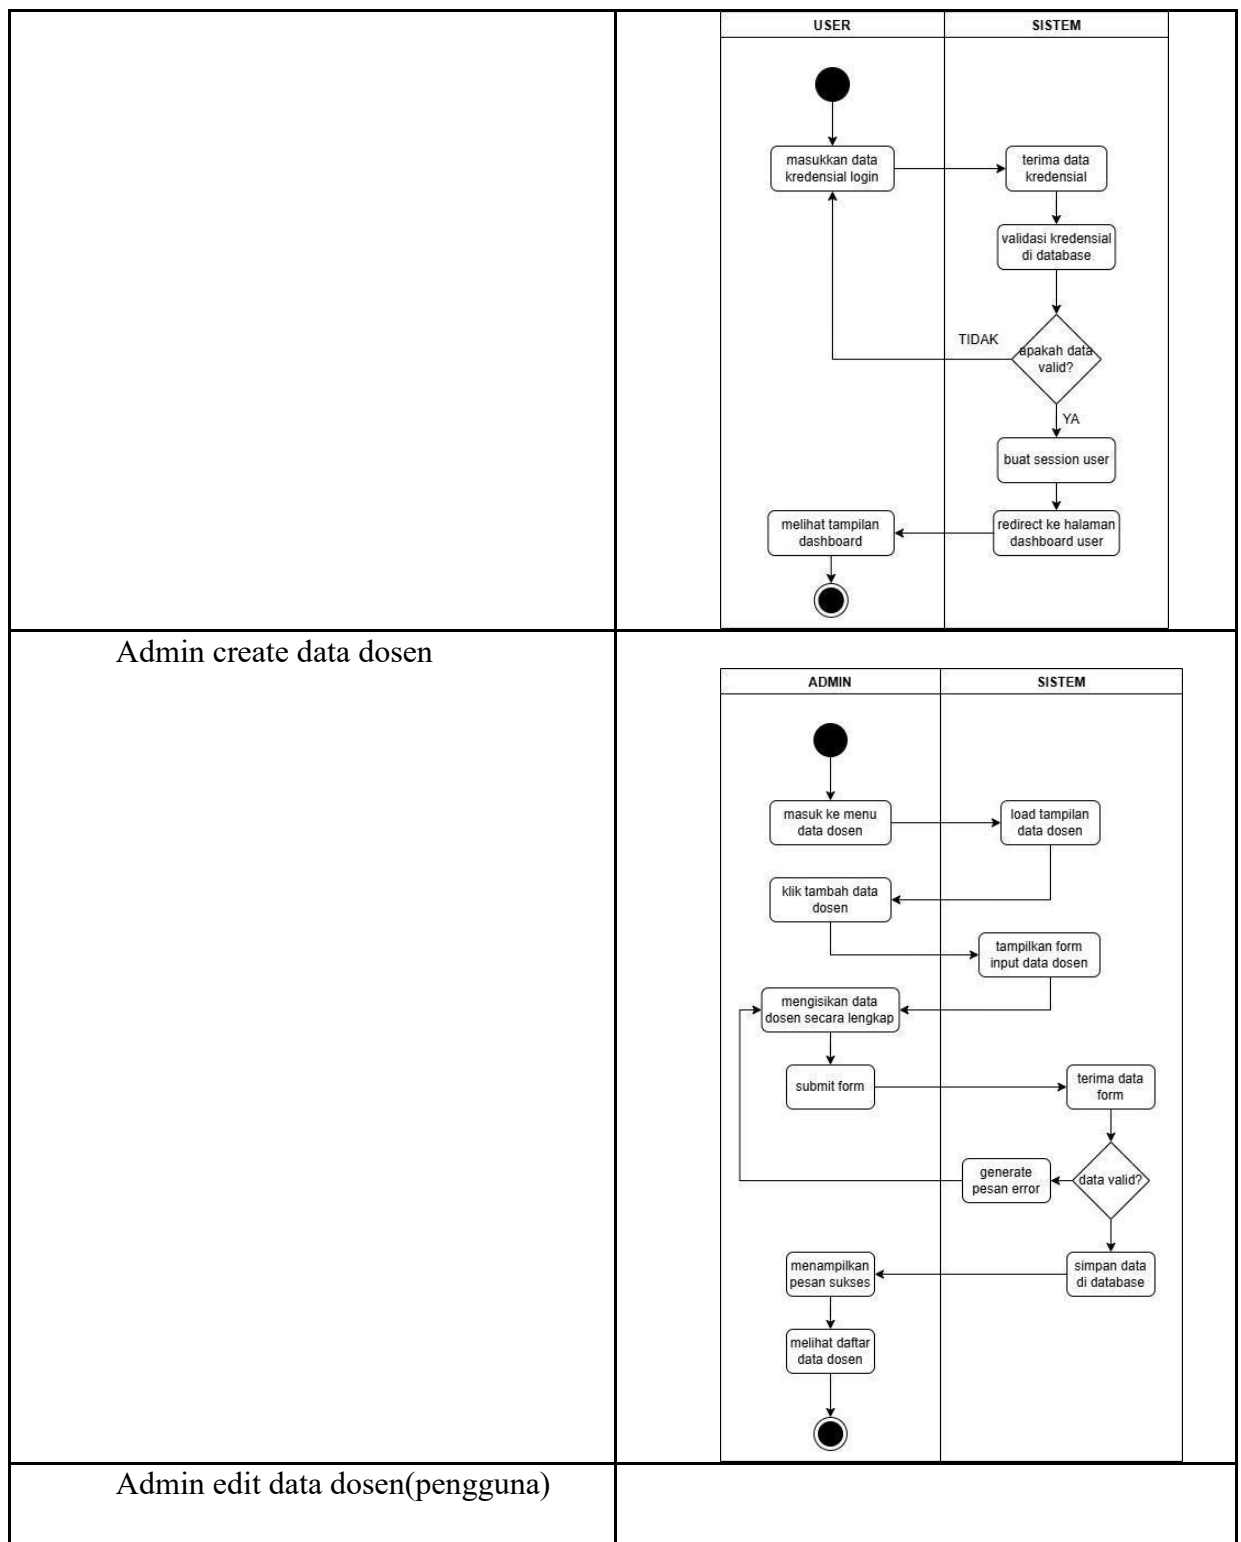 USER
SISTEM
masukkan data
kredensial login
terima data
kredensial
validasi kredensial
di database
TIDAK
apakah data
valid?
YA
buat session user
melihat tampilan
dashboard
redirect ke halaman
dashboard user
Admin create data dosen
ADMIN
SISTEM
masuk ke menu
data dosen
load tampilan
data dosen
klik tambah data
dosen
tampilkan form
input data dosen
mengisikan data
dosen secara lengkap
submit form
terima data
form
generate
pesan error
data valid?
menampilkan
pesan sukses
simpan data
di database
melihat daftar
data dosen
Admin edit data dosen(pengguna)